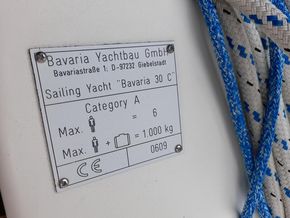 Bavaria Yachtbau GmbH
Bavariastraße 1; D-97232 Giebelstadt
Sailing Yacht "Bavaria 30 C"
Category A
Max. = 6
Max. + = 1.000 kg
CE 0609